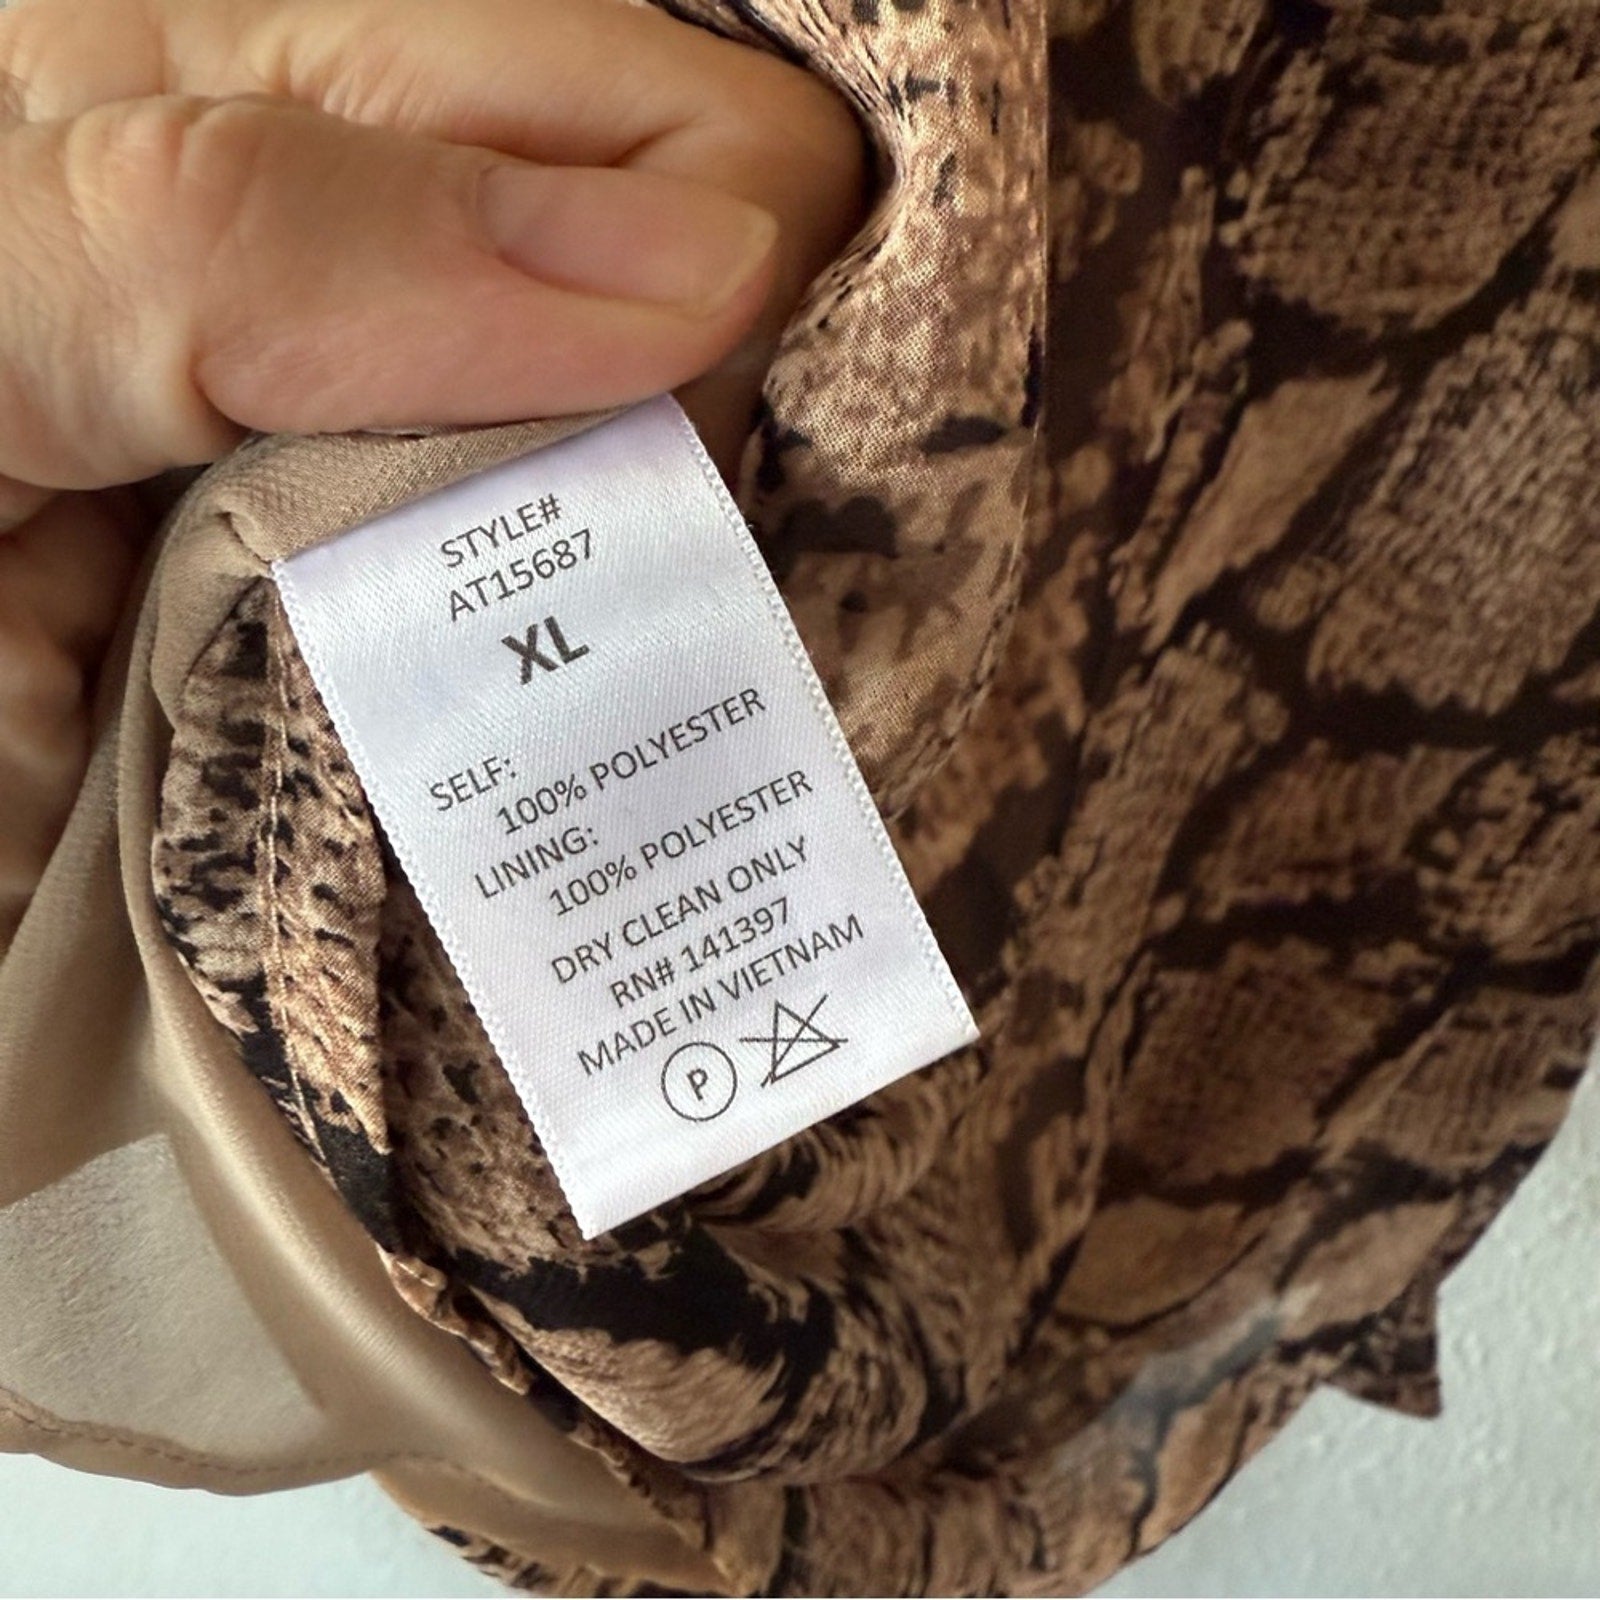 STYLE#
AT15687
XL
SELF:
100% POLYESTER
LINING:
100% POLYESTER
DRY CLEAN ONLY
RN# 141397
MADE IN VIETNAM
P